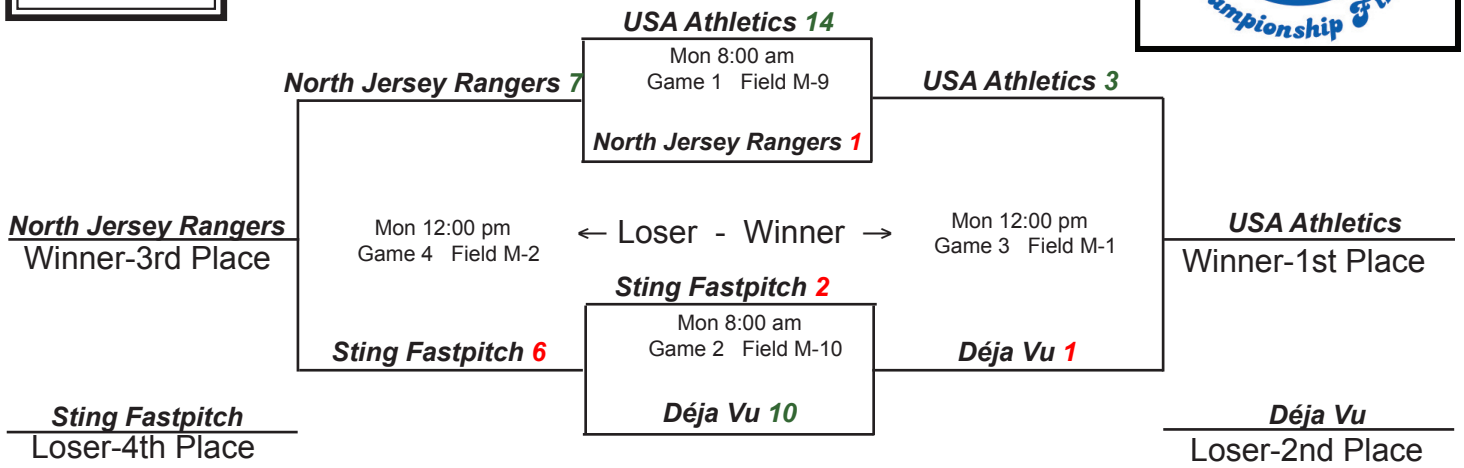 mpionship
USA Athletics 14
Mon 8:00 am
Game 1 Field M-9
North Jersey Rangers 7
USA Athletics 3
North Jersey Rangers 1
North Jersey Rangers
Winner-3rd Place
Mon 12:00 pm
Game 4 Field M-2
← Loser - Winner →
Mon 12:00 pm
Game 3 Field M-1
USA Athletics
Winner-1st Place
Sting Fastpitch 2
Mon 8:00 am
Game 2 Field M-10
Sting Fastpitch 6
Déja Vu 1
Déja Vu 10
Sting Fastpitch
Loser-4th Place
Déja Vu
Loser-2nd Place